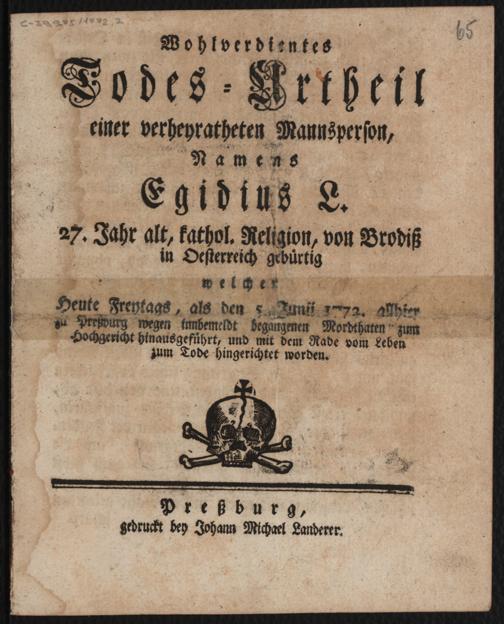 65
Wohlverdientes
Todes-Urtheil
einer verheyratheten Mannsperson,
Namens
Egidius L.
27. Jahr alt, kathol. Religion, von Brodiß
in Oesterreich gebürtig
welcher
Heute Freytags, als den 5. Junii 1772. allhier
zu Preßburg wegen innbemeldt begangenen Mordthaten zum
Hochgericht hinausgeführt, und mit dem Rade vom Leben
zum Tode hingerichtet worden.
Preßburg,
gedruckt bey Johann Michael Landerer.